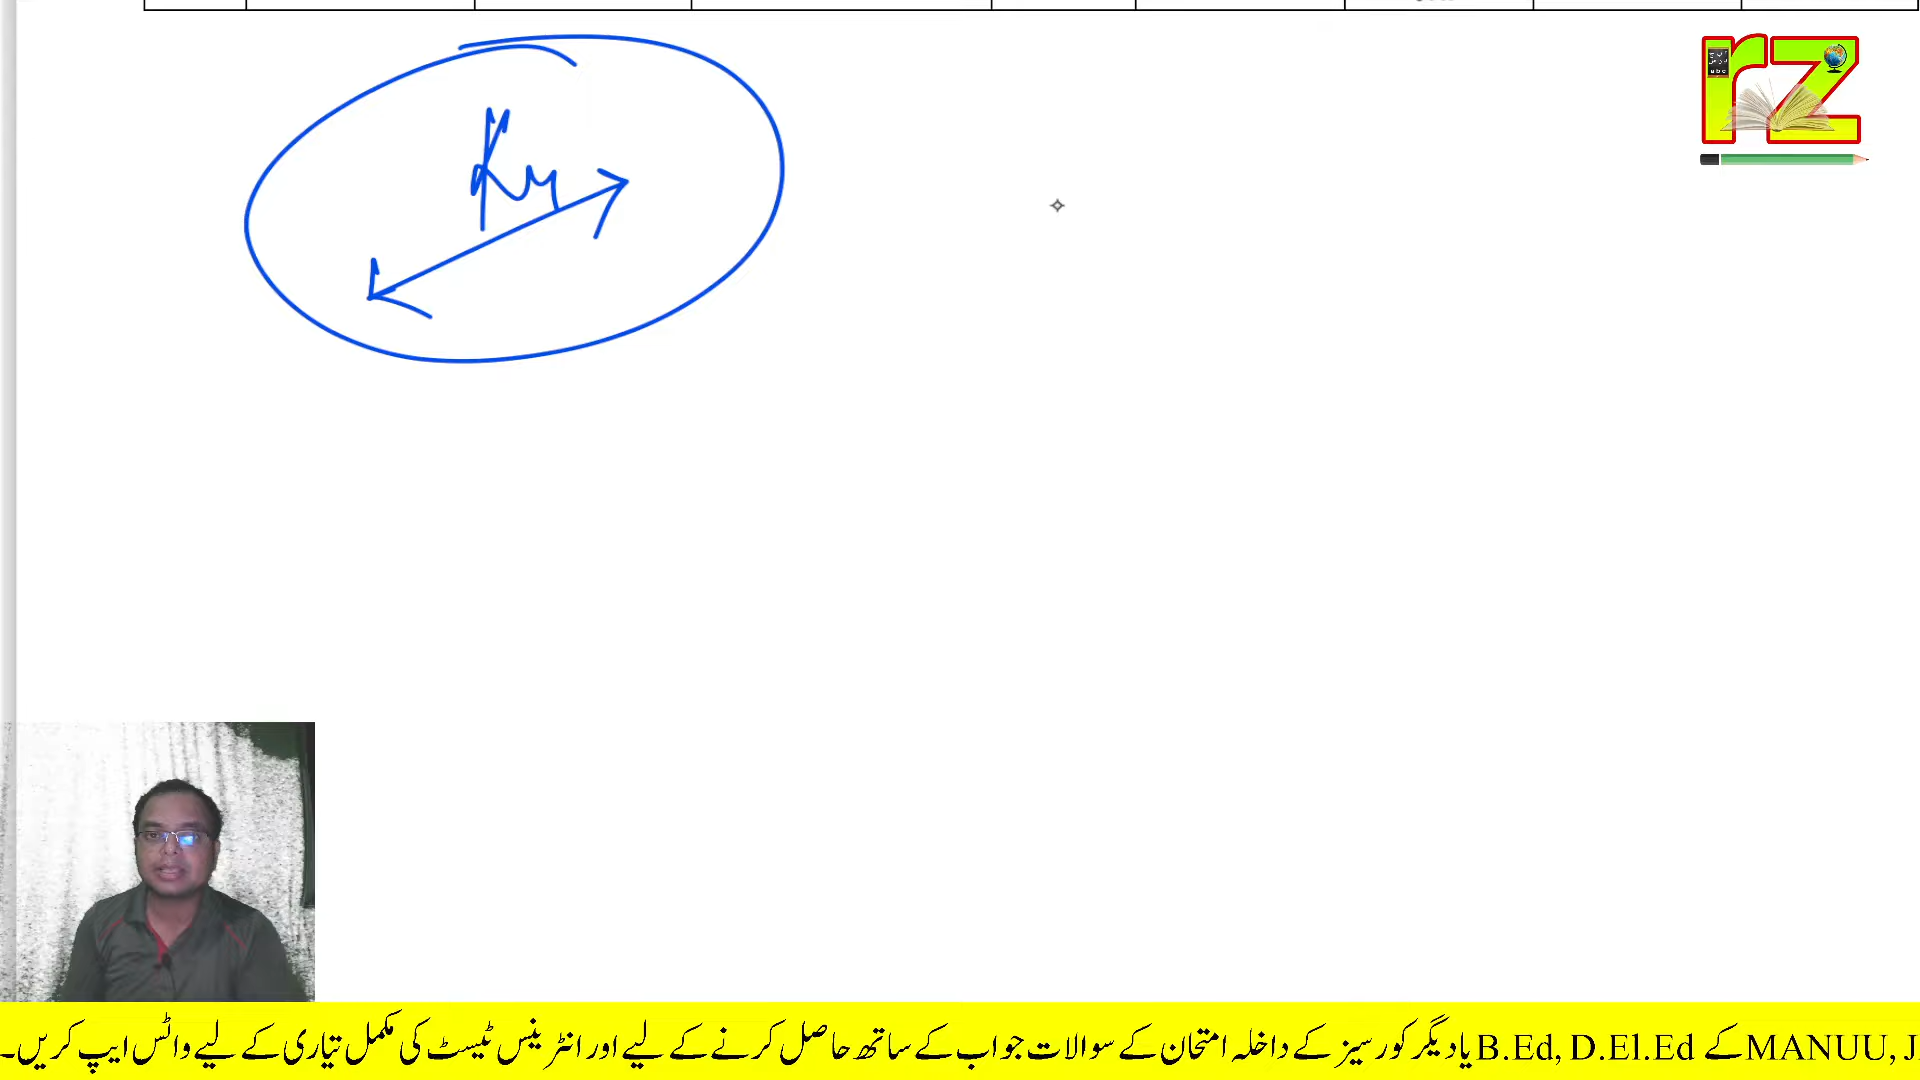 rz
MANUU, J کے B.Ed, D.El.Ed یا دیگر کورسیز کے داخلہ امتحان کے سوالات جواب کے ساتھ حاصل کرنے کے لیے اور انٹرینس ٹیسٹ کی مکمل تیاری کے لیے واٹس ایپ کریں۔